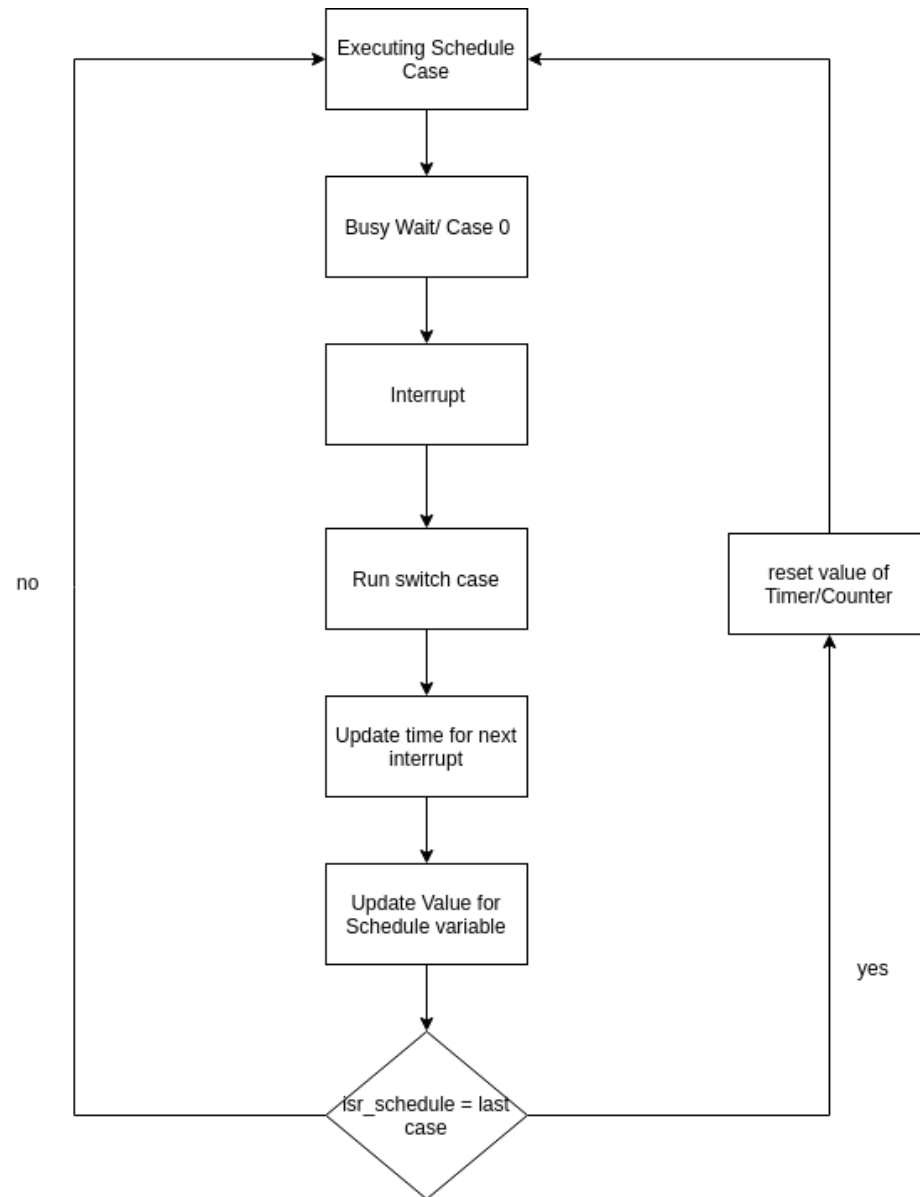 Executing Schedule
Case
Busy Wait/ Case 0
Interrupt
Run switch case
no
reset value of
Timer/Counter
Update time for next
interrupt
Update Value for
Schedule variable
yes
isr_schedule = last
case